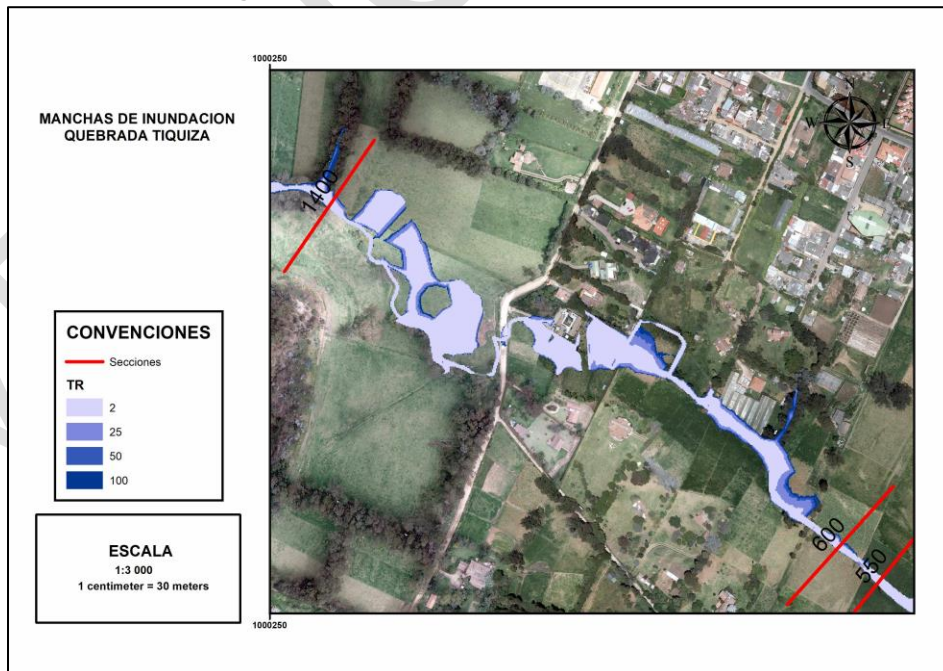 MANCHAS DE INUNDACION
QUEBRADA TIQUIZA
1000250
N
W
S
1400
600
550
CONVENCIONES
Secciones
TR
2
25
50
100
ESCALA
1:3 000
1 centimeter = 30 meters
1000250